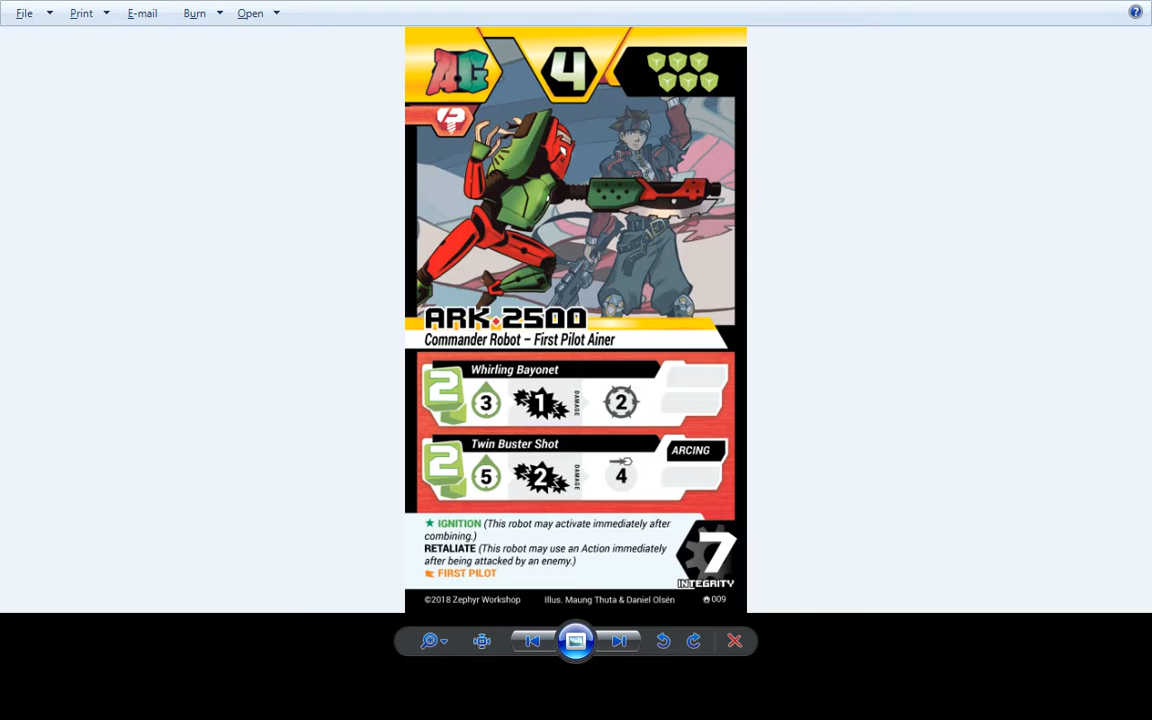 File Print E-mail Burn Open ?
AG 4
ARK•2500
Commander Robot – First Pilot Ainer
Whirling Bayonet
2 3 1 DAMAGE 2
Twin Buster Shot
ARCING
2 5 2 DAMAGE 4
★ IGNITION (This robot may activate immediately after
combining.)
RETALIATE (This robot may use an Action immediately
after being attacked by an enemy.)
FIRST PILOT
7
INTEGRITY
©2018 Zephyr Workshop Illus. Maung Thuta & Daniel Olsén 009